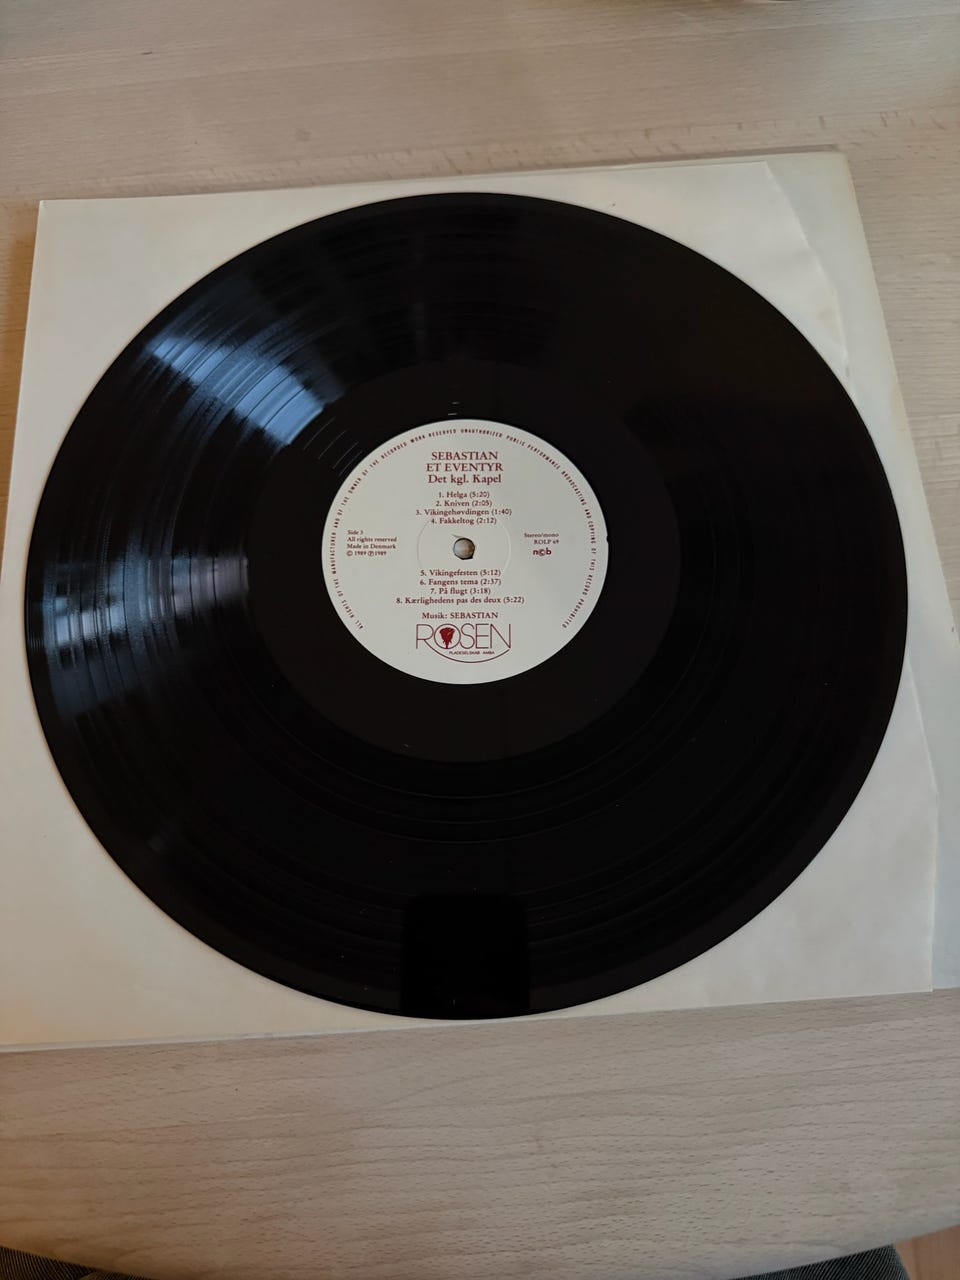 ALL RIGHTS OF THE MANUFACTURER AND OF THE OWNER OF THE RECORDED WORK RESERVED UNAUTHORIZED PUBLIC PERFORMANCE BROADCASTING AND COPYING OF THIS RECORD PROHIBITED
SEBASTIAN
ET EVENTYR
Det kgl. Kapel
1. Helga (5:20)
2. Kniven (2:05)
3. Vikingehøvdingen (1:40)
4. Fakkeltog (2:12)
Side 3
All rights reserved
Made in Denmark
© 1989 ℗ 1989
Stereo/mono
ROLP 69
n©b
5. Vikingefesten (5:12)
6. Fangens tema (2:37)
7. På flugt (3:18)
8. Kærlighedens pas des deux (5:22)
Musik: SEBASTIAN
ROSEN
PLADESELSKAB AMBA